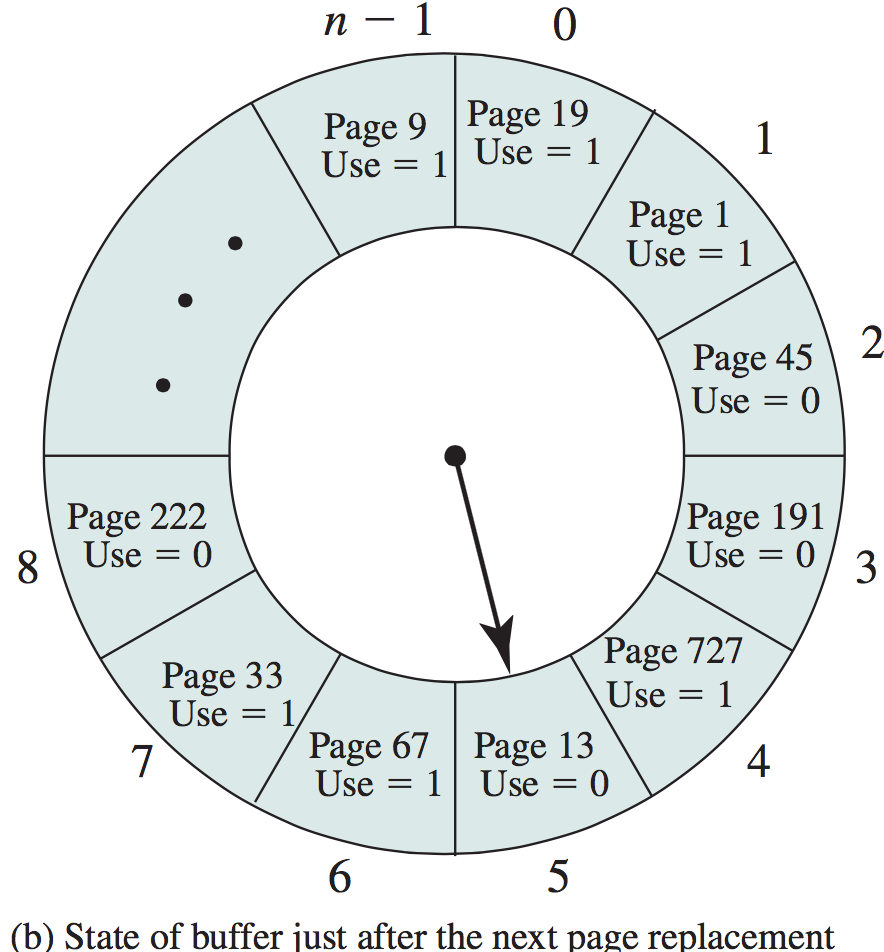 n − 1
0
Page 9
Use = 1
Page 19
Use = 1
1
Page 1
Use = 1
2
Page 45
Use = 0
3
Page 191
Use = 0
4
Page 727
Use = 1
5
Page 13
Use = 0
6
Page 67
Use = 1
7
Page 33
Use = 1
8
Page 222
Use = 0
(b) State of buffer just after the next page replacement